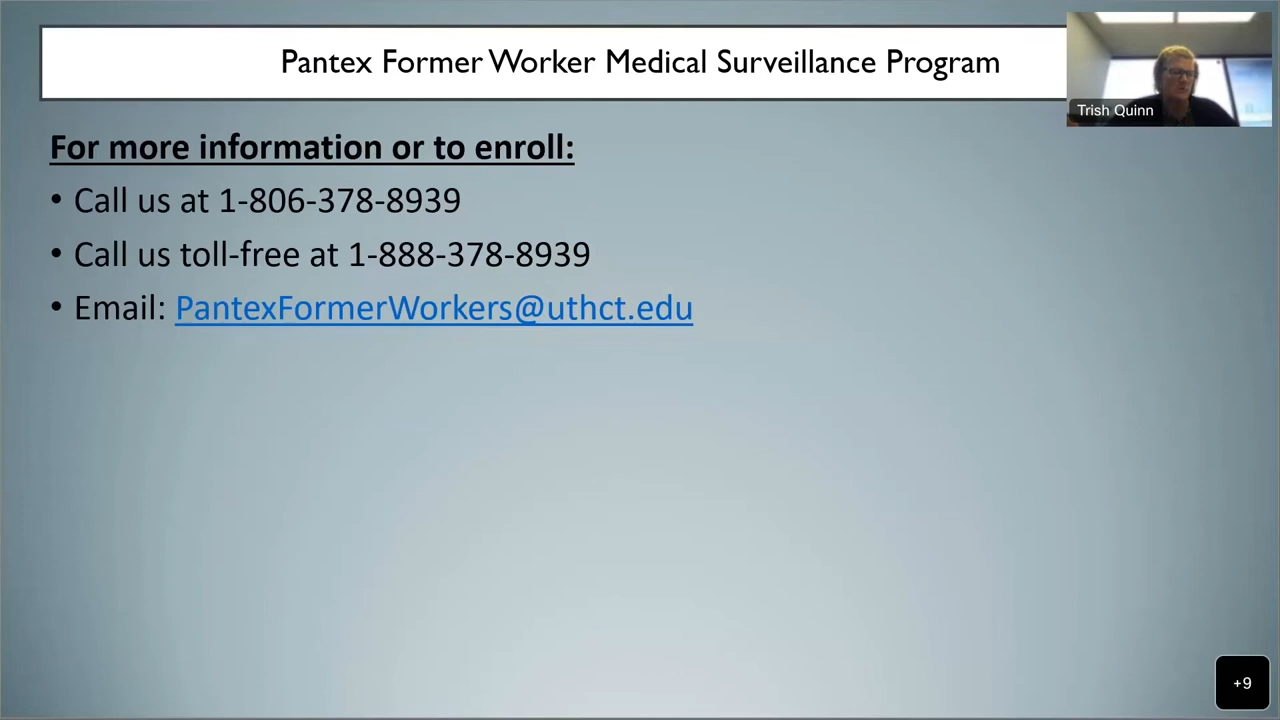 Pantex Former Worker Medical Surveillance Program
Trish Quinn
For more information or to enroll:
• Call us at 1-806-378-8939
• Call us toll-free at 1-888-378-8939
• Email: PantexFormerWorkers@uthct.edu
+9